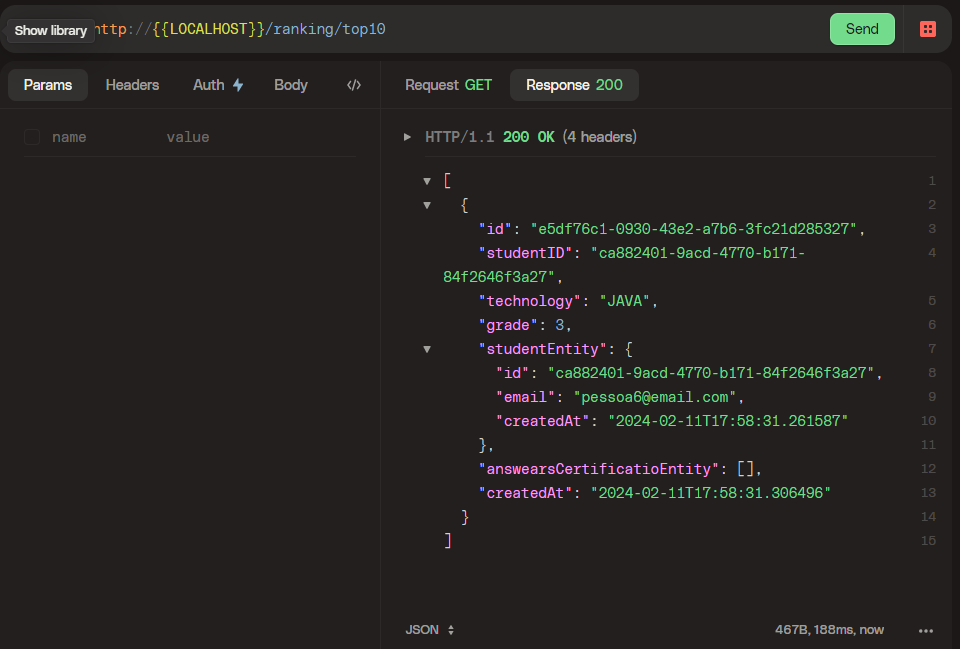 Show library
http://{{LOCALHOST}}/ranking/top10
Send
Params Headers Auth Body </>
Request GET Response 200
name value
HTTP/1.1 200 OK (4 headers)
[ 1
{ 2
"id": "e5df76c1-0930-43e2-a7b6-3fc21d285327", 3
"studentID": "ca882401-9acd-4770-b171- 4
84f2646f3a27",
"technology": "JAVA", 5
"grade": 3, 6
"studentEntity": { 7
"id": "ca882401-9acd-4770-b171-84f2646f3a27", 8
"email": "pessoa6@email.com", 9
"createdAt": "2024-02-11T17:58:31.261587" 10
}, 11
"answearsCertificatioEntity": [], 12
"createdAt": "2024-02-11T17:58:31.306496" 13
} 14
] 15
JSON 467B, 188ms, now